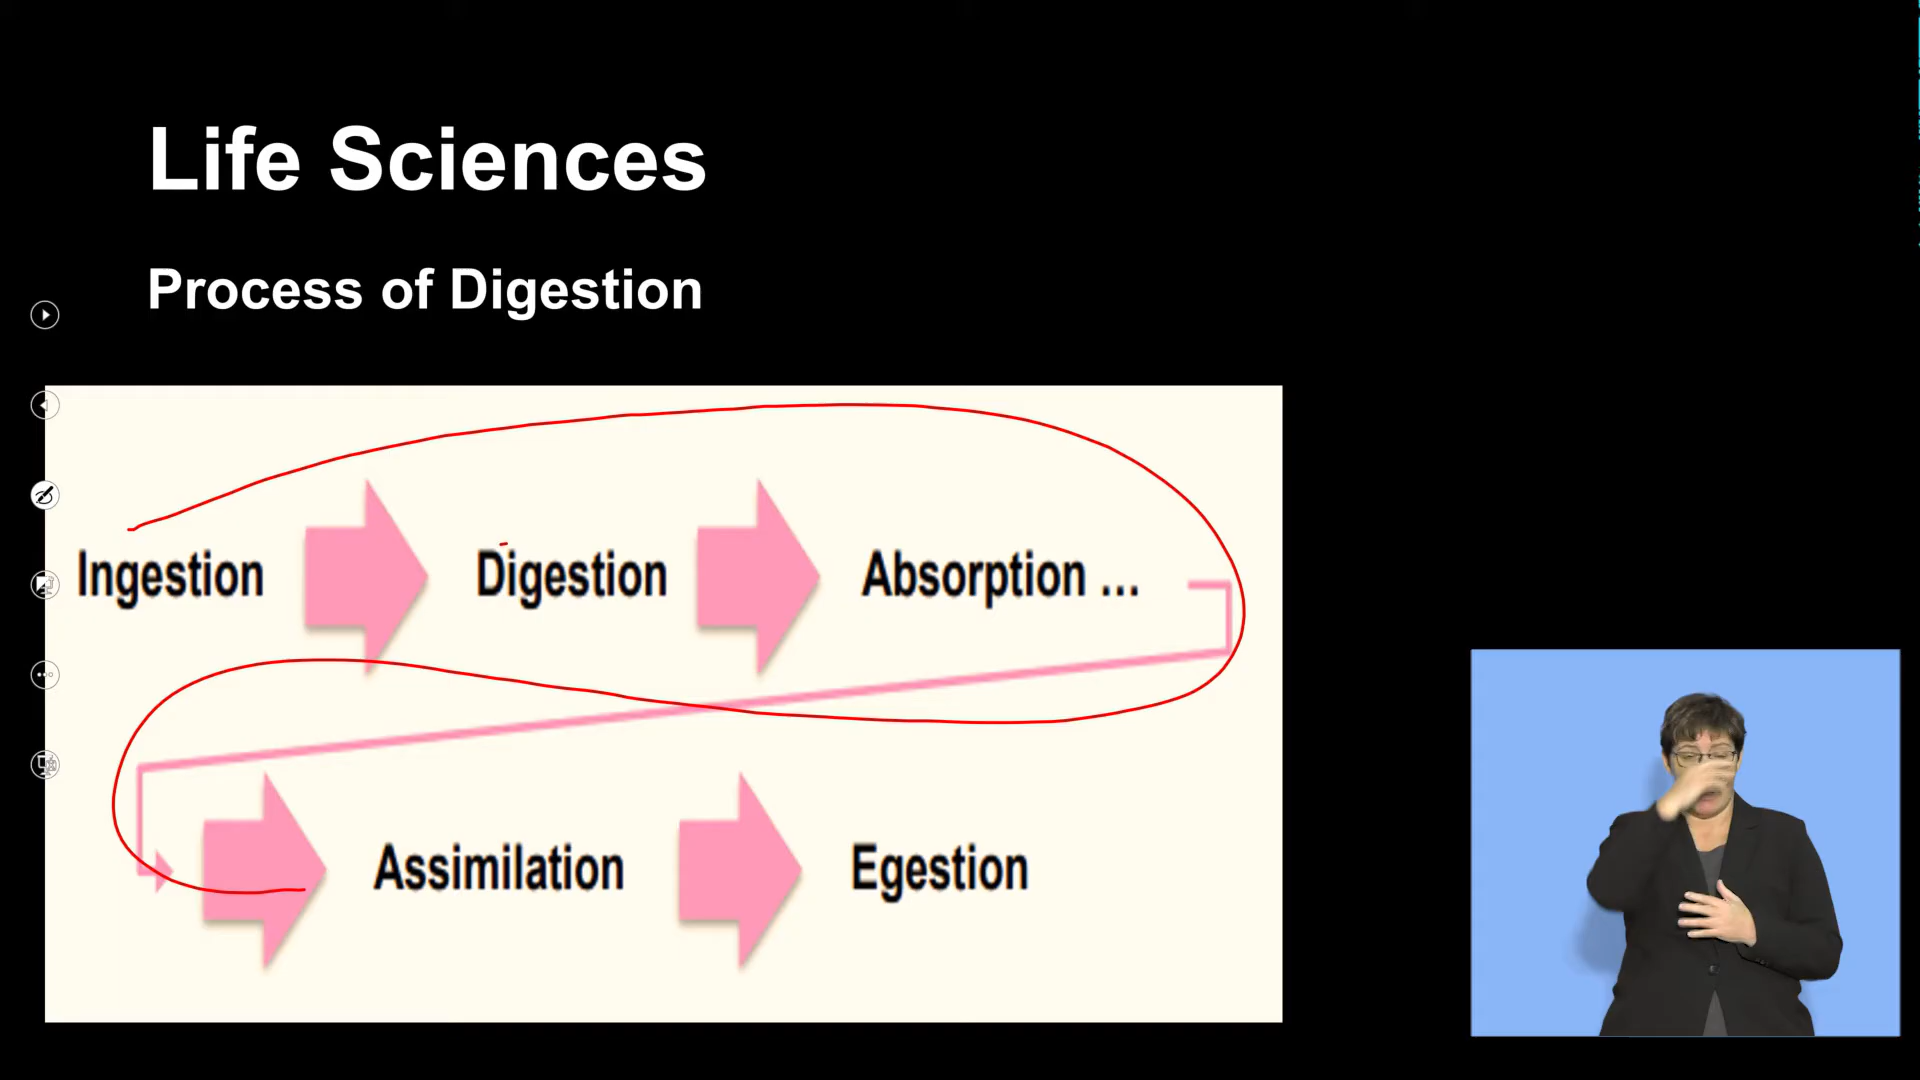 Life Sciences
Process of Digestion
Ingestion Digestion Absorption ...
Assimilation Egestion